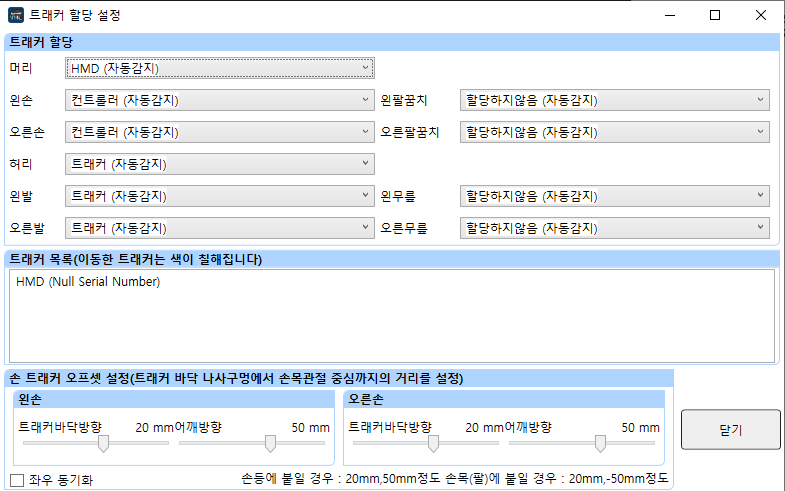 트래커 할당 설정
트래커 할당
머리 HMD (자동감지)
왼손 컨트롤러 (자동감지) 왼팔꿈치 할당하지않음 (자동감지)
오른손 컨트롤러 (자동감지) 오른팔꿈치 할당하지않음 (자동감지)
허리 트래커 (자동감지)
왼발 트래커 (자동감지) 왼무릎 할당하지않음 (자동감지)
오른발 트래커 (자동감지) 오른무릎 할당하지않음 (자동감지)
트래커 목록(이동한 트래커는 색이 칠해집니다)
HMD (Null Serial Number)
손 트래커 오프셋 설정(트래커 바닥 나사구멍에서 손목관절 중심까지의 거리를 설정)
왼손 오른손
트래커바닥방향 20 mm어깨방향 50 mm 트래커바닥방향 20 mm어깨방향 50 mm
닫기
좌우 동기화 손등에 붙일 경우 : 20mm,50mm정도 손목(팔)에 붙일 경우 : 20mm,-50mm정도